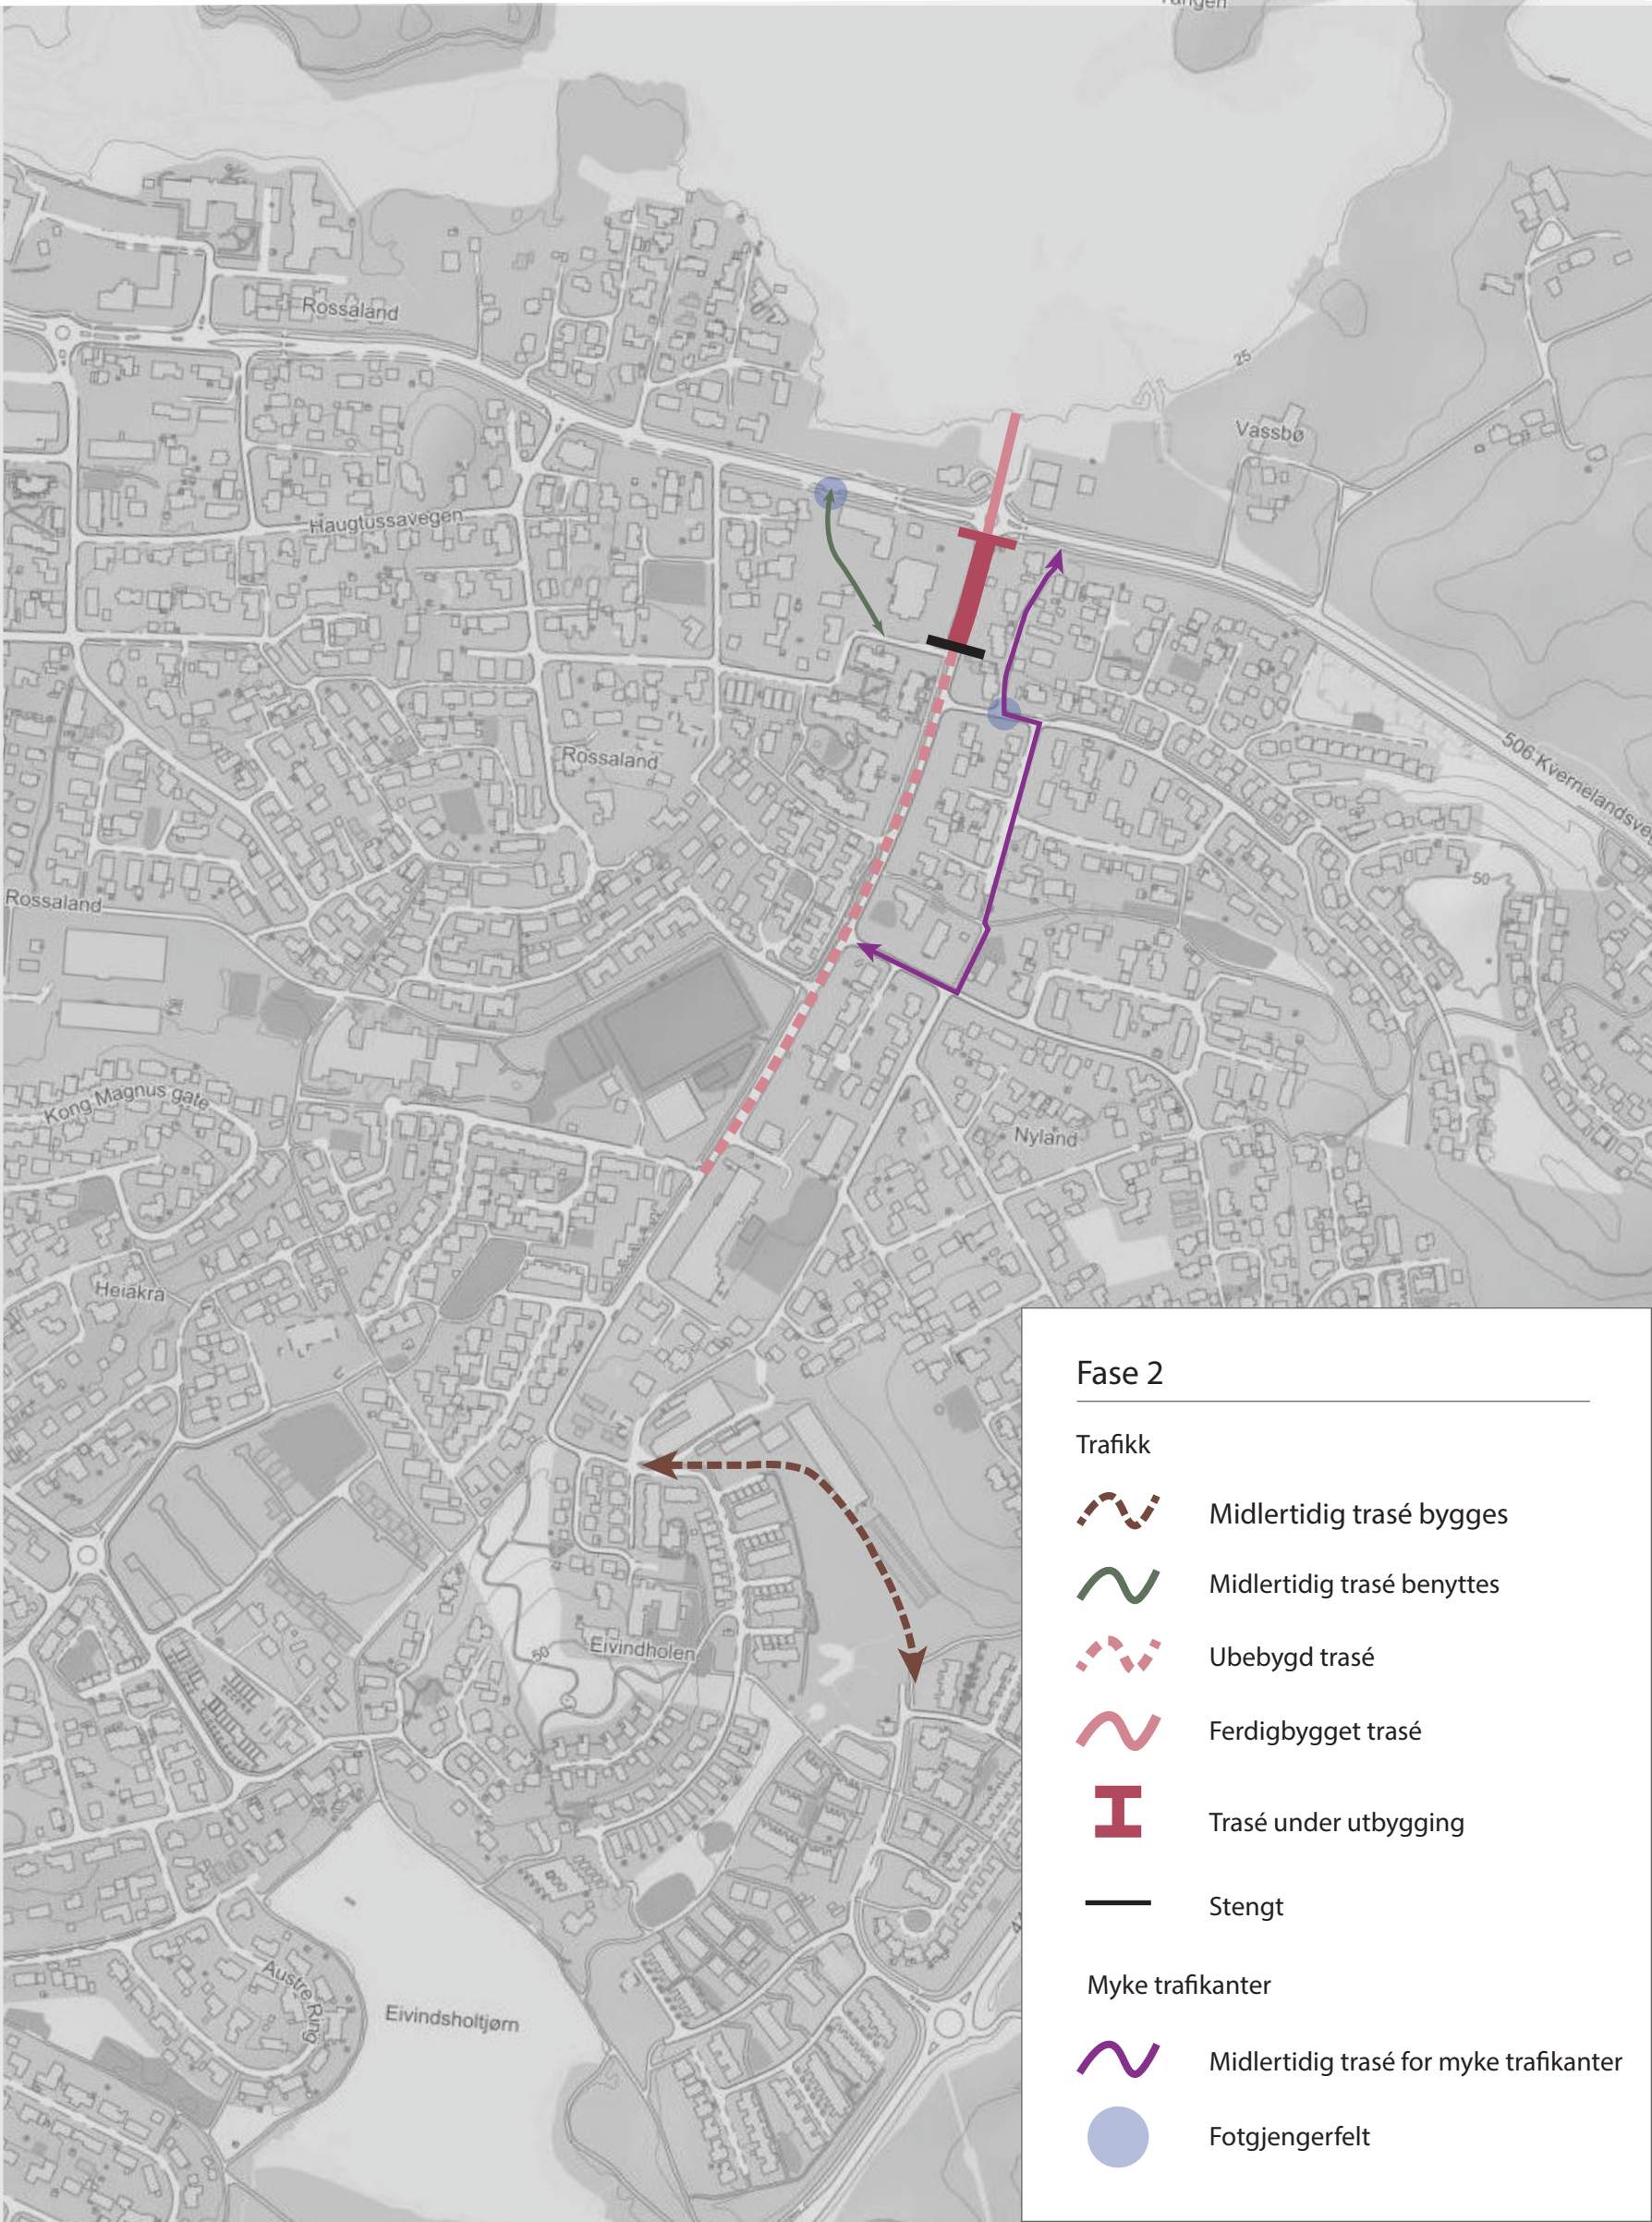 Rossaland
25
Vassbø
Haugtussavegen
Rossaland
506 Kvernelandsve
50
Rossaland
Kong Magnus gate
Nyland
Heiåkra
Fase 2
Trafikk
Midlertidig trasé bygges
Midlertidig trasé benyttes
50
Eivindholen
Ubebygd trasé
Ferdigbygget trasé
Trasé under utbygging
Stengt
Austre Ring
Eivindsholtjørn
Myke trafikanter
Midlertidig trasé for myke trafikanter
Fotgjengerfelt